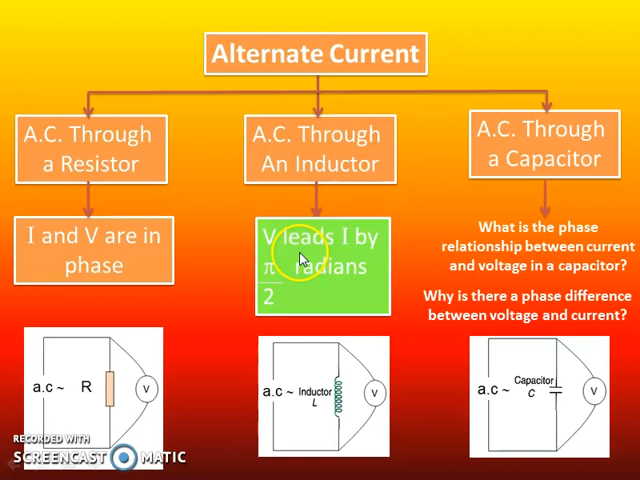 Alternate Current
A.C. Through
a Resistor
A.C. Through
An Inductor
A.C. Through
a Capacitor
I and V are in
phase
V leads I by
π radians
2
What is the phase
relationship between current
and voltage in a capacitor?
Why is there a phase difference
between voltage and current?
a.c ~ R
V
a.c ~ Inductor
L
V
a.c ~ Capacitor
C
V
RECORDED WITH
SCREENCAST MATIC